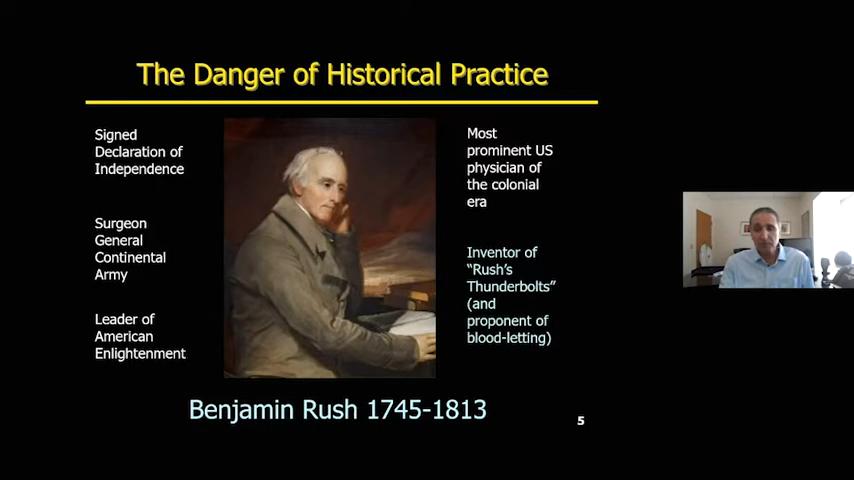 The Danger of Historical Practice
Signed
Declaration of
Independence
Surgeon
General
Continental
Army
Leader of
American
Enlightenment
Most
prominent US
physician of
the colonial
era
Inventor of
“Rush’s
Thunderbolts”
(and
proponent of
blood-letting)
Benjamin Rush 1745-1813
5